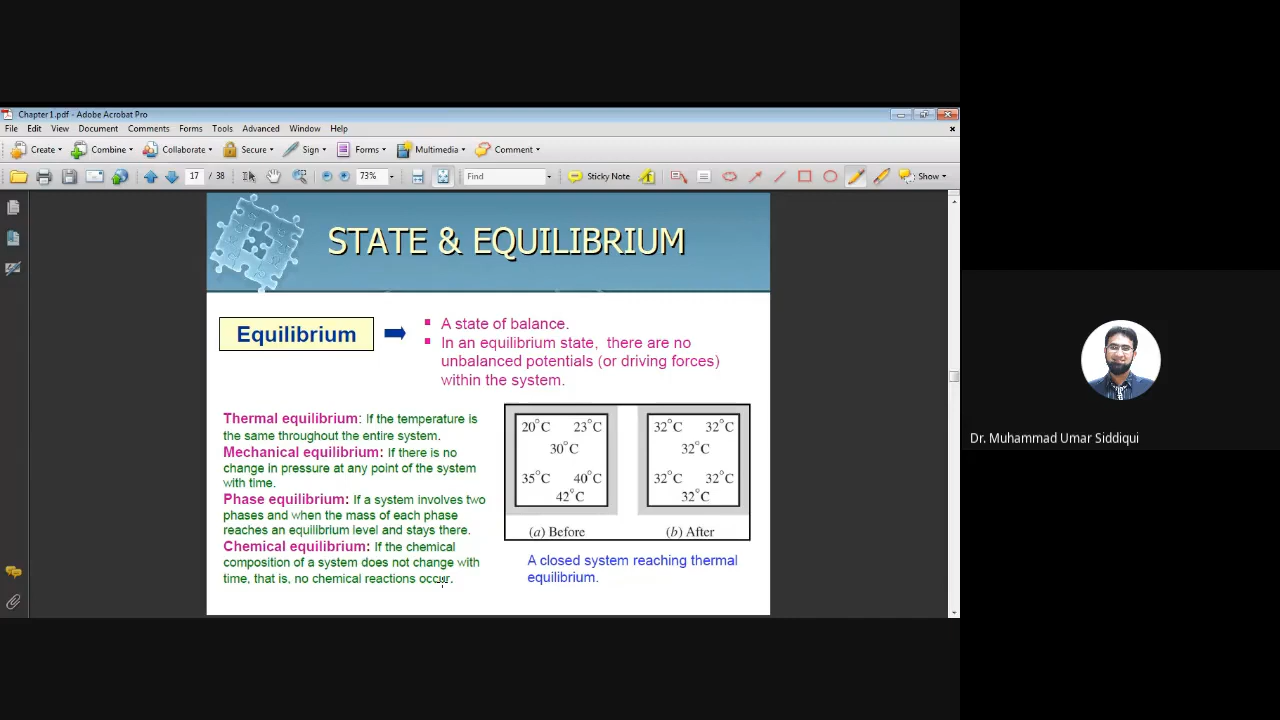 Chapter 1.pdf - Adobe Acrobat Pro
File Edit View Document Comments Forms Tools Advanced Window Help
Create Combine Collaborate Secure Sign Forms Multimedia Comment
17 / 38 73% Find Sticky Note Show
STATE & EQUILIBRIUM
Equilibrium
A state of balance.
In an equilibrium state, there are no
unbalanced potentials (or driving forces)
within the system.
Thermal equilibrium: If the temperature is
the same throughout the entire system.
Mechanical equilibrium: If there is no
change in pressure at any point of the system
with time.
Phase equilibrium: If a system involves two
phases and when the mass of each phase
reaches an equilibrium level and stays there.
Chemical equilibrium: If the chemical
composition of a system does not change with
time, that is, no chemical reactions occur.
20°C 23°C
30°C
35°C 40°C
42°C
(a) Before
32°C 32°C
32°C
32°C 32°C
32°C
(b) After
A closed system reaching thermal
equilibrium.
Dr. Muhammad Umar Siddiqui